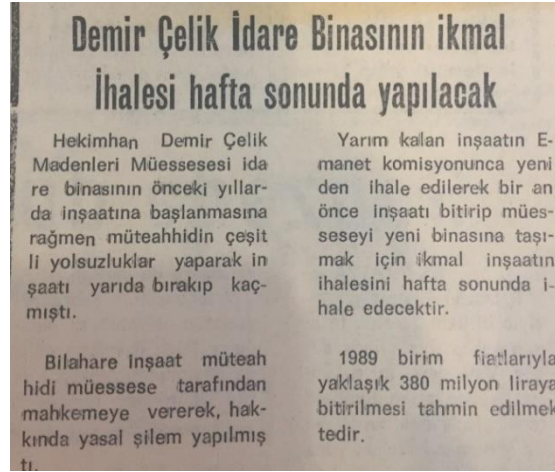 Demir Çelik İdare Binasının ikmal
İhalesi hafta sonunda yapılacak
Hekimhan Demir Çelik
Madenleri Müessesesi ida
re binasının önceki yıllar-
da inşaatına başlanmasına
rağmen müteahhidin çeşit
li yolsuzluklar yaparak in
şaatı yarıda bırakıp kaç-
mıştı.
Bilahare inşaat müteah
hidi müessese tarafından
mahkemeye vererek, hak-
kında yasal şilem yapılmış
tı.
Yarım kalan inşaatın E-
manet komisyonunca yeni
den ihale edilerek bir an
önce inşaatı bitirip mües-
seseyi yeni binasına taşı-
mak için ikmal inşaatın
ihalesini hafta sonunda i-
hale edecektir.
1989 birim fiatlarıyla
yaklaşık 380 milyon liraya
bitirilmesi tahmin edilmek
tedir.